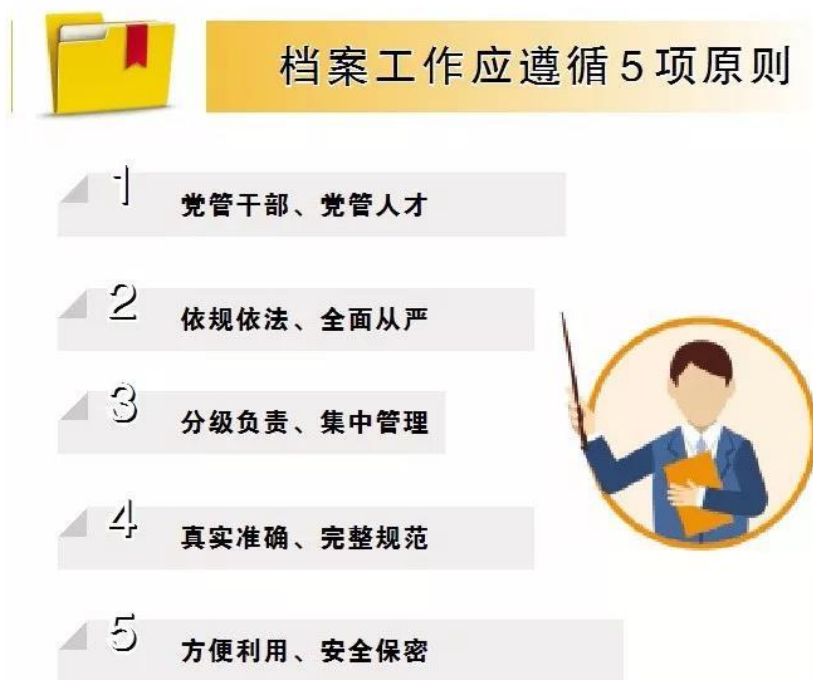 档案工作应遵循5项原则
1 党管干部、党管人才
2 依规依法、全面从严
3 分级负责、集中管理
4 真实准确、完整规范
5 方便利用、安全保密